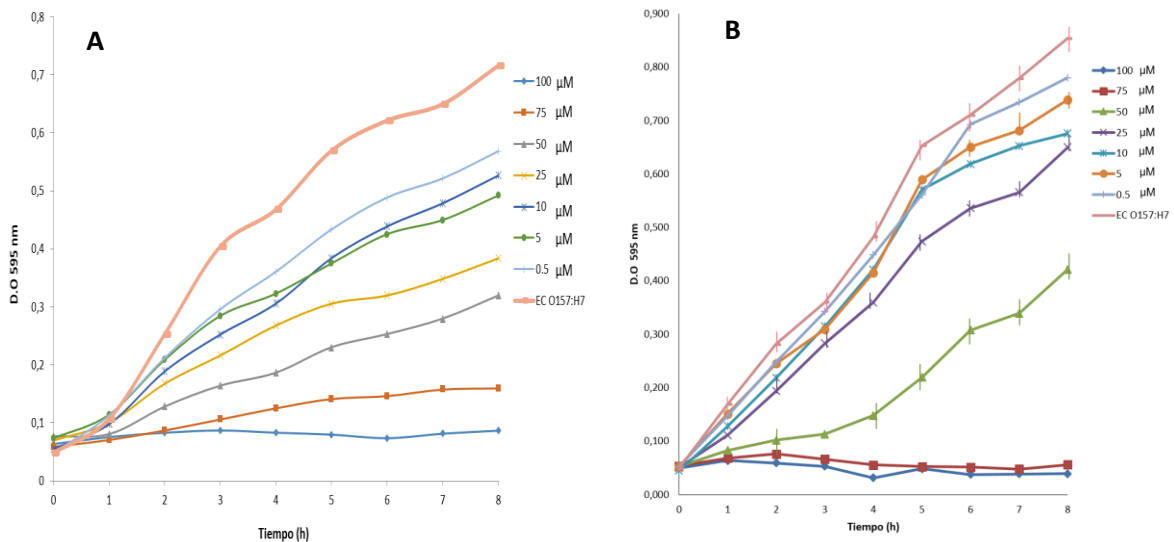 A
D.O 595 nm
0,8
0,7
0,6
0,5
0,4
0,3
0,2
0,1
0
0 1 2 3 4 5 6 7 8
Tiempo (h)
100 µM
75 µM
50 µM
25 µM
10 µM
5 µM
0.5 µM
EC O157:H7
B
D.O 595 nm
0,900
0,800
0,700
0,600
0,500
0,400
0,300
0,200
0,100
0,000
0 1 2 3 4 5 6 7 8
Tiempo (h)
100 µM
75 µM
50 µM
25 µM
10 µM
5 µM
0.5 µM
EC O157:H7